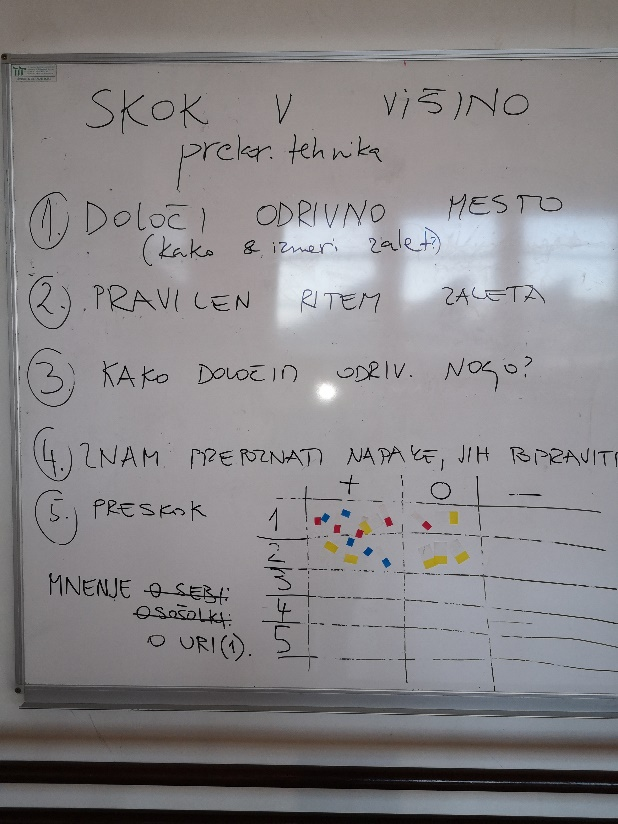 SKOK V VIŠINO
prekor. tehnika
1. DOLOČI ODRIVNO MESTO
(kako & izmeri zalet)
2. PRAVILEN RITEM ZALETA
3. KAKO DOLOČIM ODRIV. NOGO?
4. ZNAM PREPOZNATI NAPAKE, JIH POPRAVITI
5. PRESKOK
+ O —
1
2
3
4
5
MNENJE O SEBI.
O SOŠOLKI.
O URI (1).